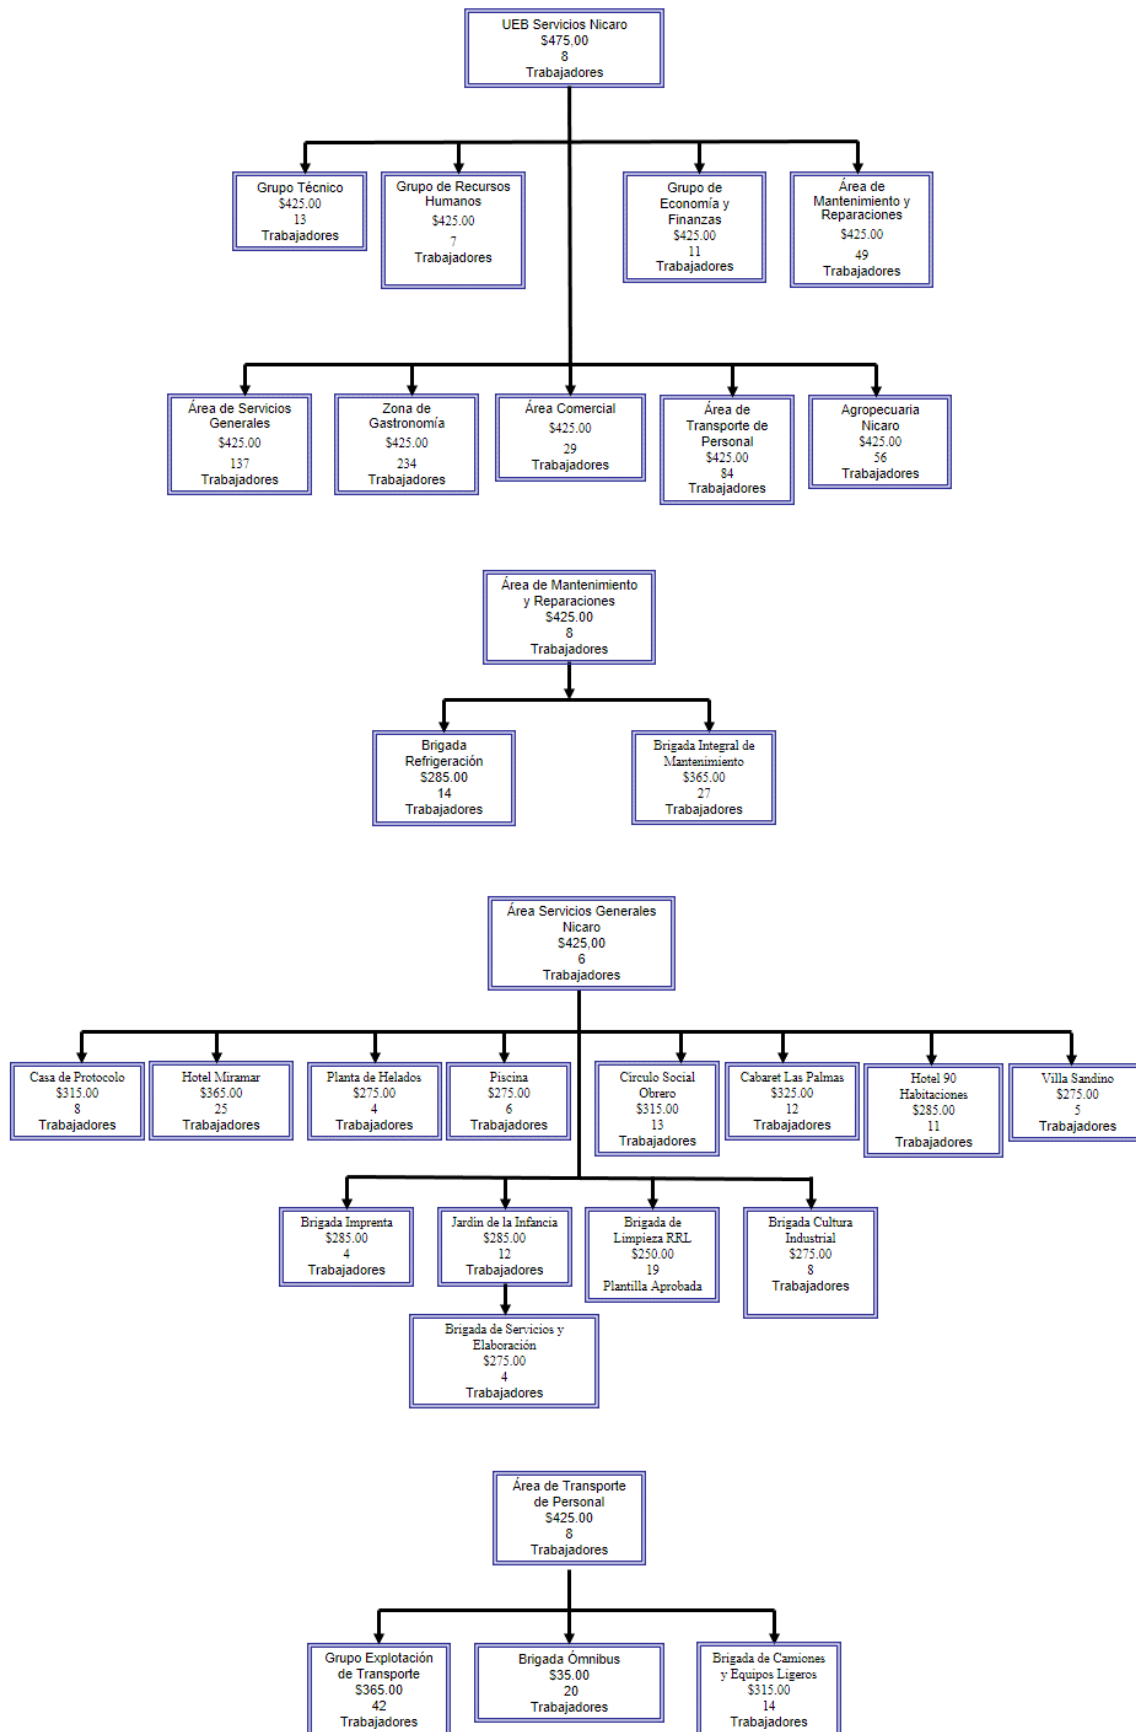 UEB Servicios Nicaro
$475,00
8
Trabajadores
Grupo Técnico
$425.00
13
Trabajadores
Grupo de Recursos
Humanos
$425.00
7
Trabajadores
Grupo de
Economía y
Finanzas
$425.00
11
Trabajadores
Área de
Mantenimiento y
Reparaciones
$425.00
49
Trabajadores
Área de Servicios
Generales
$425.00
137
Trabajadores
Zona de
Gastronomía
$425.00
234
Trabajadores
Área Comercial
$425.00
29
Trabajadores
Área de
Transporte de
Personal
$425.00
84
Trabajadores
Agropecuaria
Nicaro
$425.00
56
Trabajadores
Área de Mantenimiento
y Reparaciones
$425.00
8
Trabajadores
Brigada
Refrigeración
$285.00
14
Trabajadores
Brigada Integral de
Mantenimiento
$365.00
27
Trabajadores
Área Servicios Generales
Nicaro
$425,00
6
Trabajadores
Casa de Protocolo
$315.00
8
Trabajadores
Hotel Miramar
$365.00
25
Trabajadores
Planta de Helados
$275.00
4
Trabajadores
Piscina
$275.00
6
Trabajadores
Circulo Social
Obrero
$315.00
13
Trabajadores
Cabaret Las Palmas
$325.00
12
Trabajadores
Hotel 90
Habitaciones
$285.00
11
Trabajadores
Villa Sandino
$275.00
5
Trabajadores
Brigada Imprenta
$285.00
4
Trabajadores
Jardín de la Infancia
$285.00
12
Trabajadores
Brigada de
Limpieza RRL
$250.00
19
Plantilla Aprobada
Brigada Cultura
Industrial
$275.00
8
Trabajadores
Brigada de Servicios y
Elaboración
$275.00
4
Trabajadores
Área de Transporte
de Personal
$425.00
8
Trabajadores
Grupo Explotación
de Transporte
$365.00
42
Trabajadores
Brigada Ómnibus
$35.00
20
Trabajadores
Brigada de Camiones
y Equipos Ligeros
$315.00
14
Trabajadores